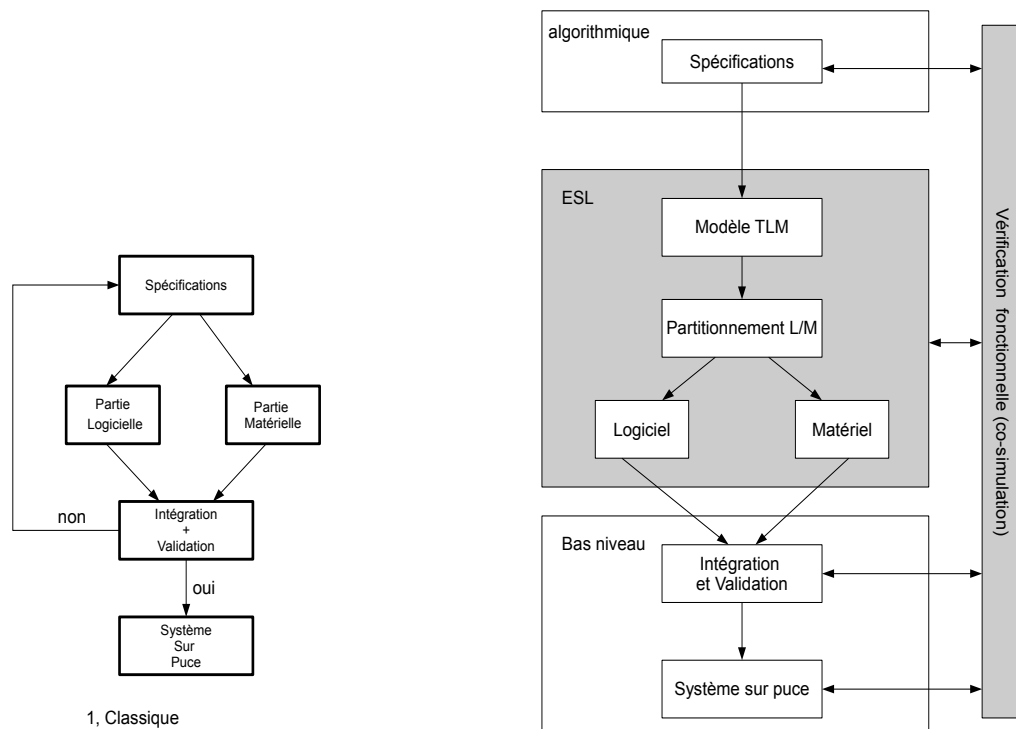 Spécifications
Partie
Logicielle
Partie
Matérielle
non
Intégration
+
Validation
oui
Système
Sur
Puce
1, Classique
algorithmique
Spécifications
ESL
Modèle TLM
Partitionnement L/M
Logiciel
Matériel
Bas niveau
Intégration
et Validation
Système sur puce
Vérification fonctionnelle (co-simulation)